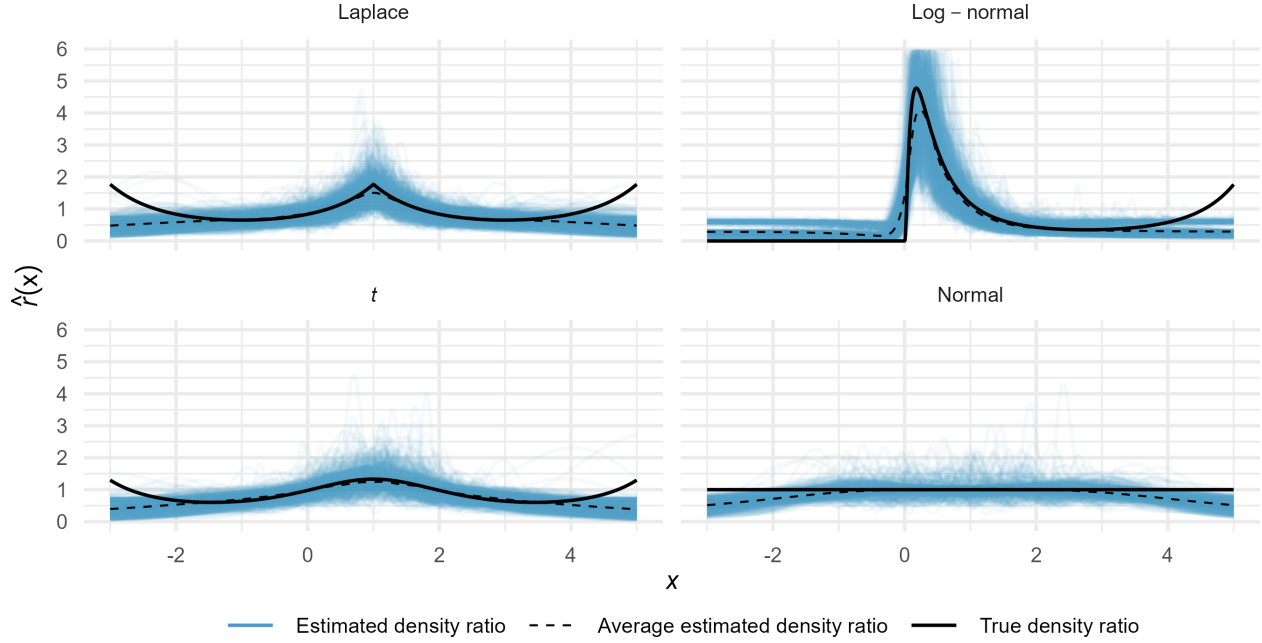 Laplace
Log – normal
6
5
4
3
2
1
0
t
Normal
6
5
4
3
2
1
0
r̂(x)
-2 0 2 4 -2 0 2 4
x
Estimated density ratio Average estimated density ratio True density ratio